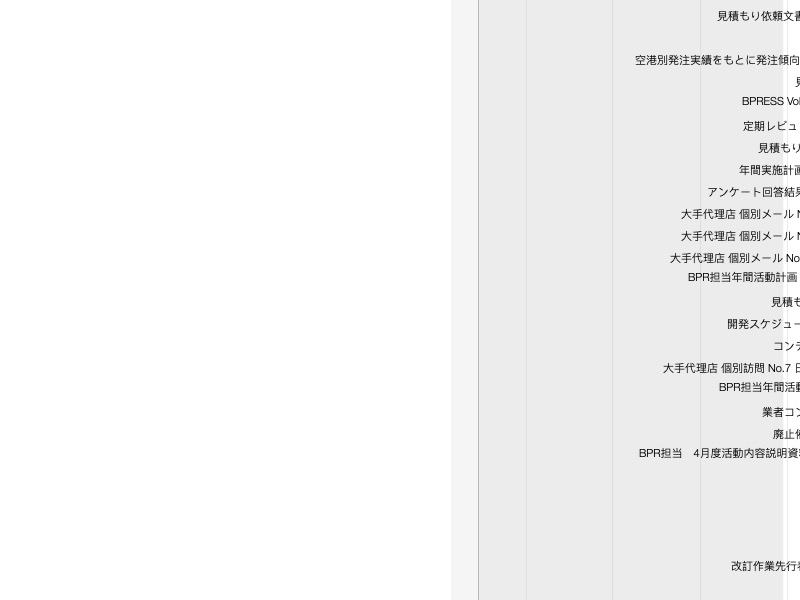 見積もり依頼文書
空港別発注実績をもとに発注傾向
BPRESS Vol
定期レビュ
見積もり
年間実施計画
アンケート回答結果
大手代理店 個別メール N
大手代理店 個別メール N
大手代理店 個別メール No
BPR担当年間活動計画
見積も
開発スケジュー
コンテ
大手代理店 個別訪問 No.7 日
BPR担当年間活動
業者コン
廃止
BPR担当　4月度活動内容説明資料
改訂作業先行